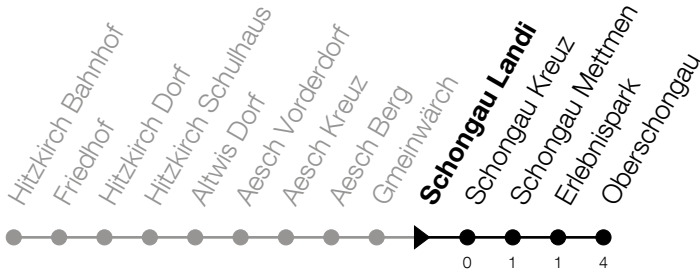 Hitzkirch Bahnhof
Friedhof
Hitzkirch Dorf
Hitzkirch Schulhaus
Altwis Dorf
Aesch Vorderdorf
Aesch Kreuz
Aesch Berg
Gmeinwärch
Schongau Landi
Schongau Kreuz
Schongau Mettmen
Erlebnispark
Oberschongau
0 1 1 4